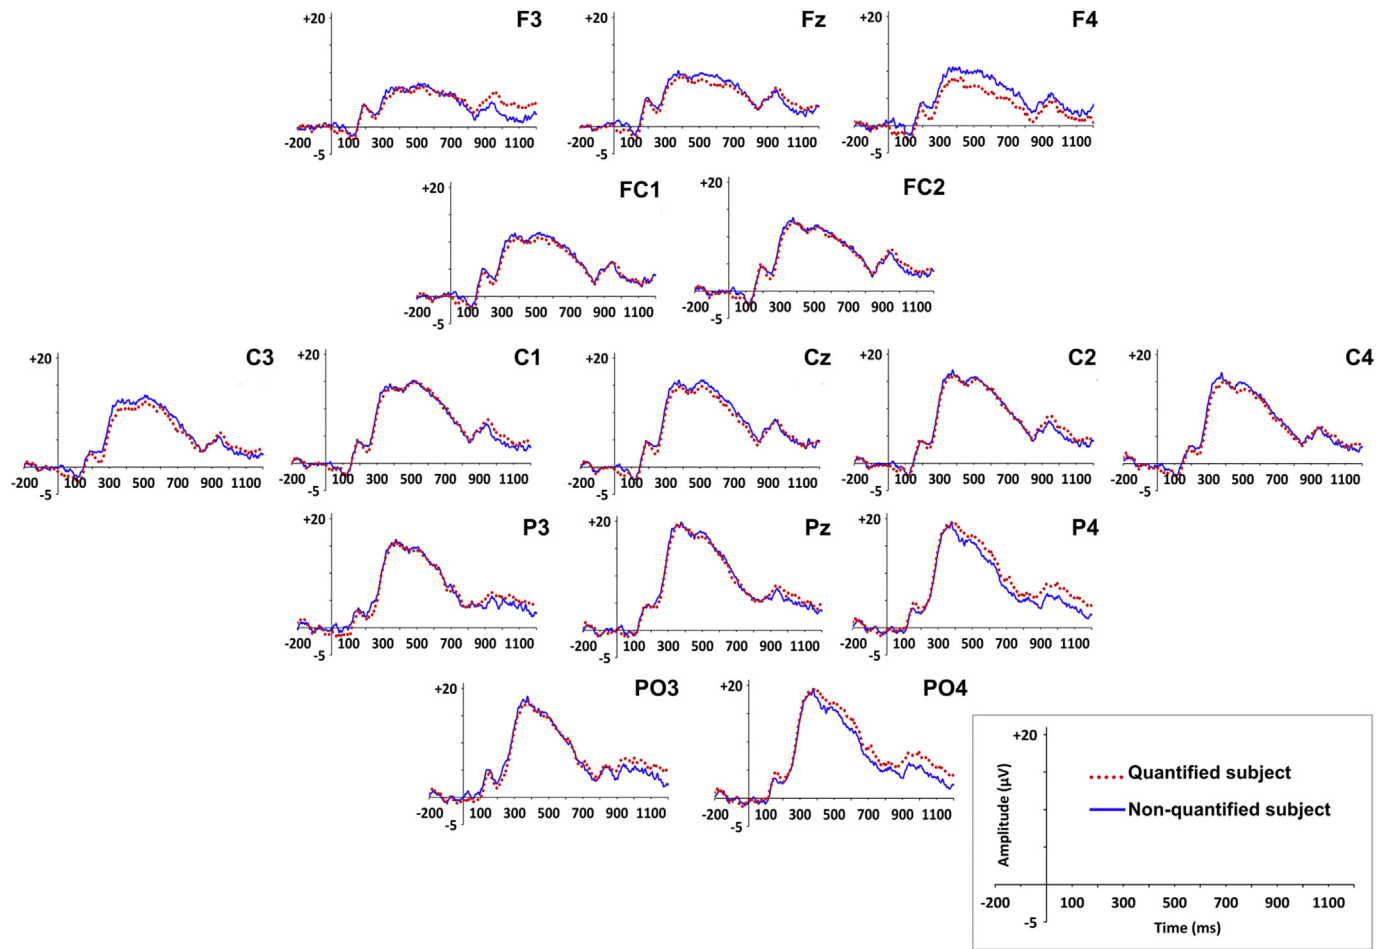 F3
+20
-200 100 300 500 700 900 1100
-5
Fz
+20
-200 100 300 500 700 900 1100
-5
F4
+20
-200 100 300 500 700 900 1100
-5
FC1
+20
-200 100 300 500 700 900 1100
-5
FC2
+20
-200 100 300 500 700 900 1100
-5
C3
+20
-200 100 300 500 700 900 1100
-5
C1
+20
-200 100 300 500 700 900 1100
-5
Cz
+20
-200 100 300 500 700 900 1100
-5
C2
+20
-200 100 300 500 700 900 1100
-5
C4
+20
-200 100 300 500 700 900 1100
-5
P3
+20
-200 100 300 500 700 900 1100
-5
Pz
+20
-200 100 300 500 700 900 1100
-5
P4
+20
-200 100 300 500 700 900 1100
-5
PO3
+20
-200 100 300 500 700 900 1100
-5
PO4
+20
-200 100 300 500 700 900 1100
-5
+20
Amplitude (µV)
Quantified subject
Non-quantified subject
-200 100 300 500 700 900 1100
-5
Time (ms)